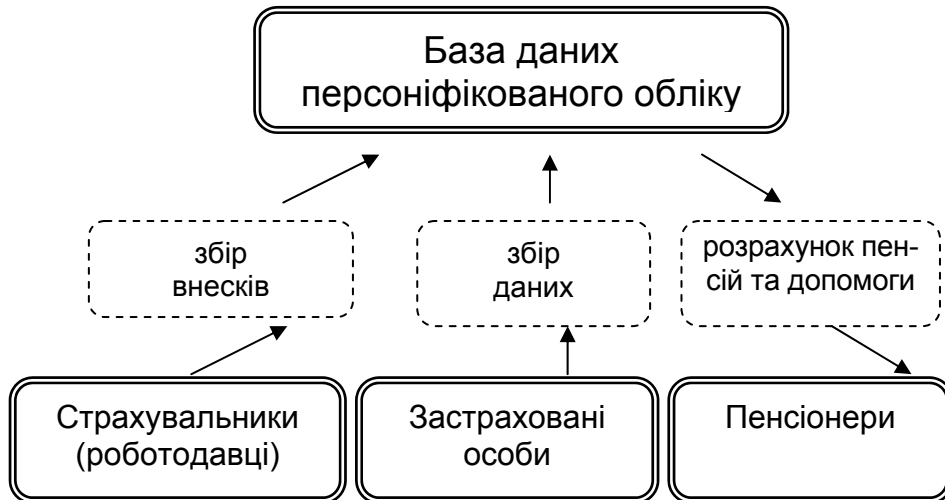 База даних
персоніфікованого обліку
збір
внесків
збір
даних
розрахунок пен-
сій та допомоги
Страхувальники
(роботодавці)
Застраховані
особи
Пенсіонери